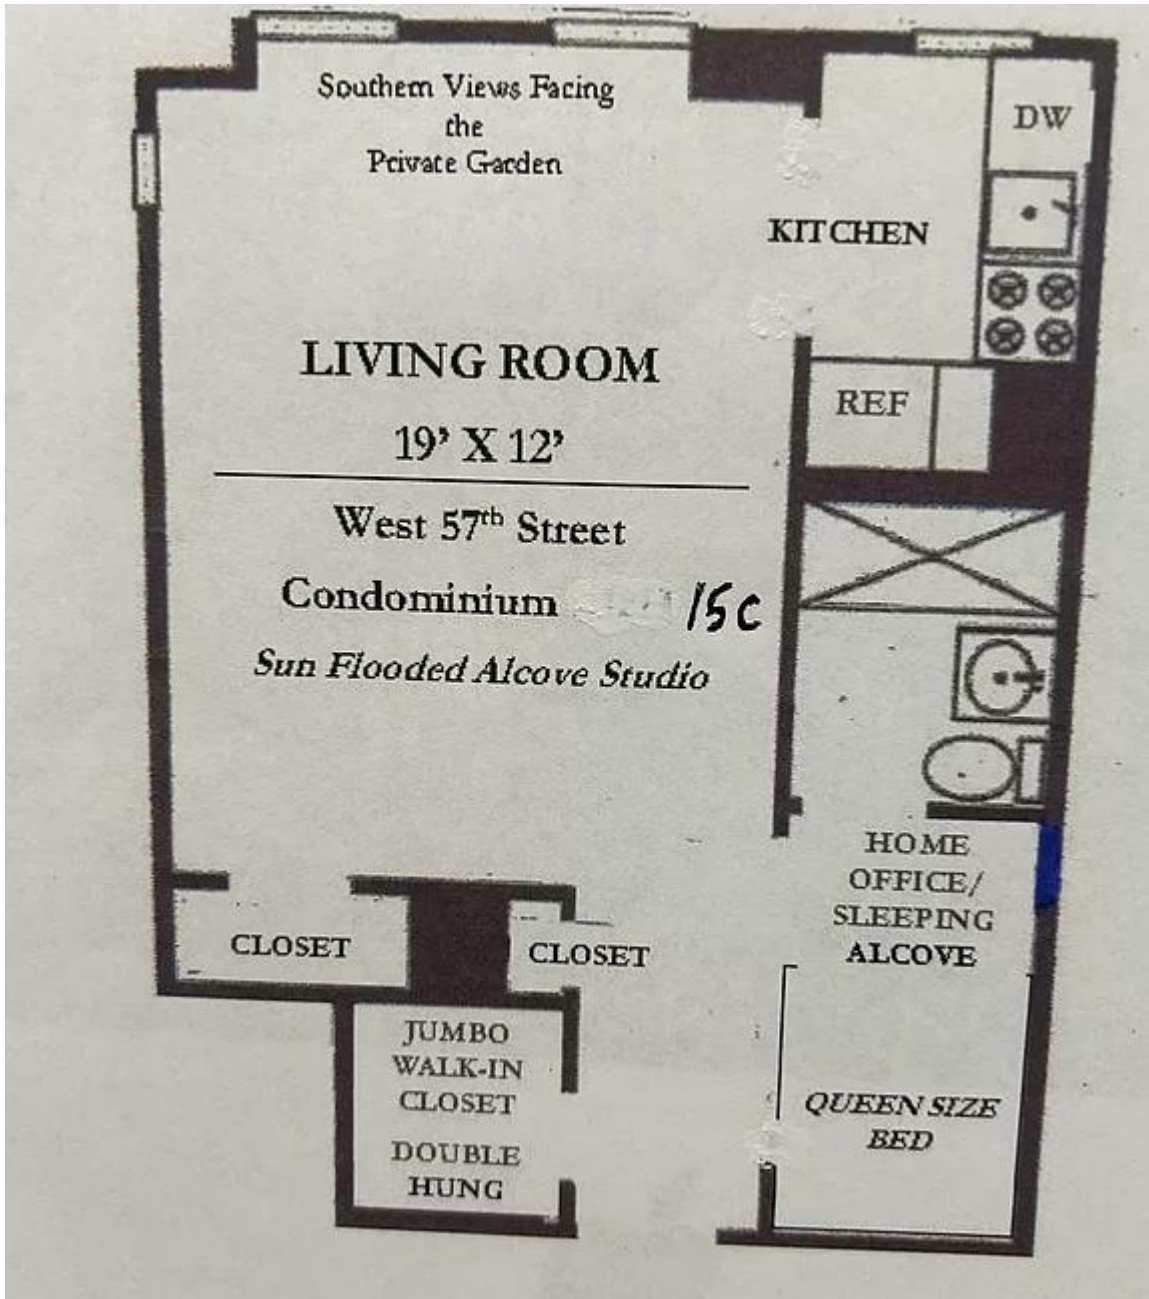 Southern Views Facing
the
Private Garden
DW
KITCHEN
LIVING ROOM
19' X 12'
REF
West 57th Street
Condominium 15C
Sun Flooded Alcove Studio
HOME
OFFICE/
SLEEPING
ALCOVE
CLOSET
CLOSET
JUMBO
WALK-IN
CLOSET
DOUBLE
HUNG
QUEEN SIZE
BED